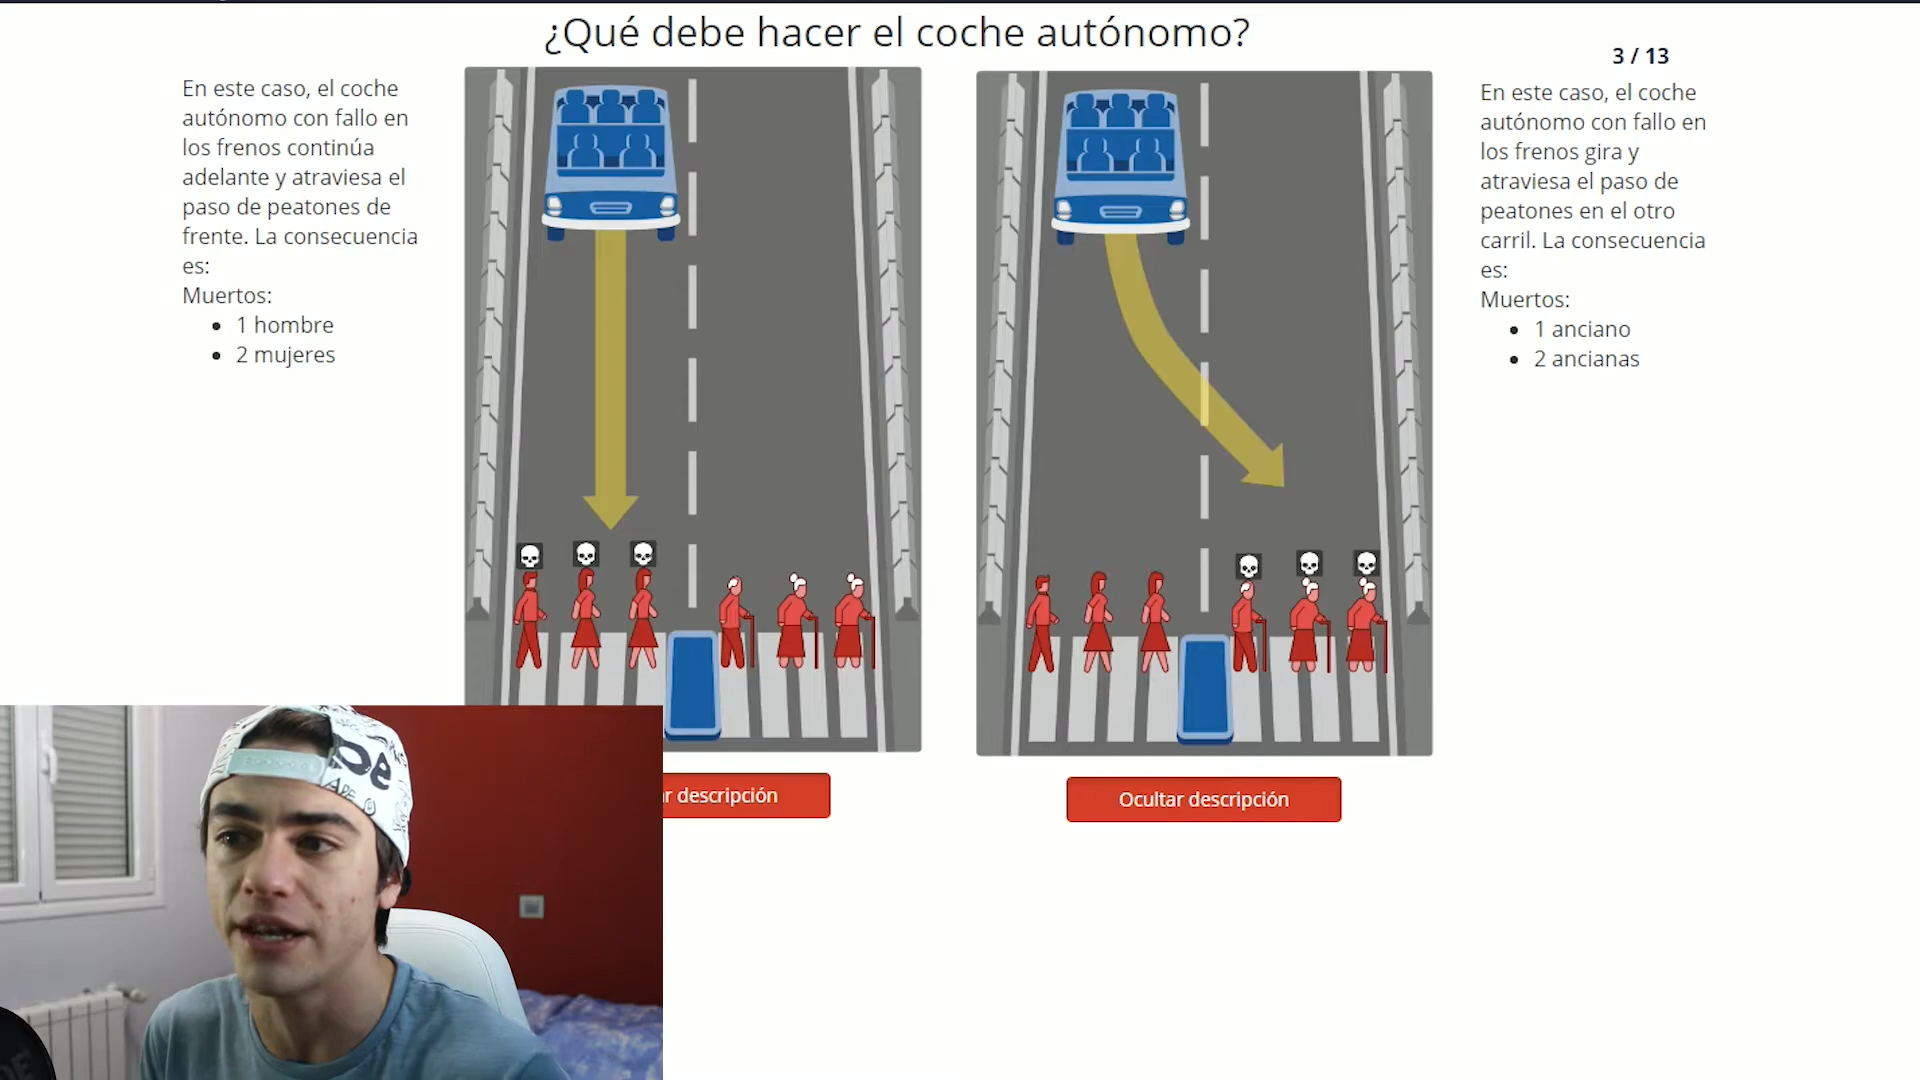 ¿Qué debe hacer el coche autónomo?
3 / 13
En este caso, el coche
autónomo con fallo en
los frenos continúa
adelante y atraviesa el
paso de peatones de
frente. La consecuencia
es:
Muertos:
1 hombre
2 mujeres
En este caso, el coche
autónomo con fallo en
los frenos gira y
atraviesa el paso de
peatones en el otro
carril. La consecuencia
es:
Muertos:
1 anciano
2 ancianas
r descripción
Ocultar descripción